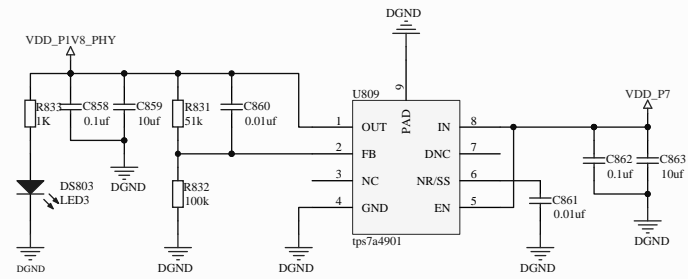 DGND
VDD_P1V8_PHY
U809
9
PAD
VDD_P7
R833
1K
C858
0.1uf
C859
10uf
R831
51k
C860
0.01uf
1
OUT
IN
8
2
FB
DNC
7
3
NC
NR/SS
6
4
GND
EN
5
tps7a4901
C862
0.1uf
C863
10uf
DS803
LED3
DGND
R832
100k
C861
0.01uf
DGND
DGND
DGND
DGND
DGND
DGND